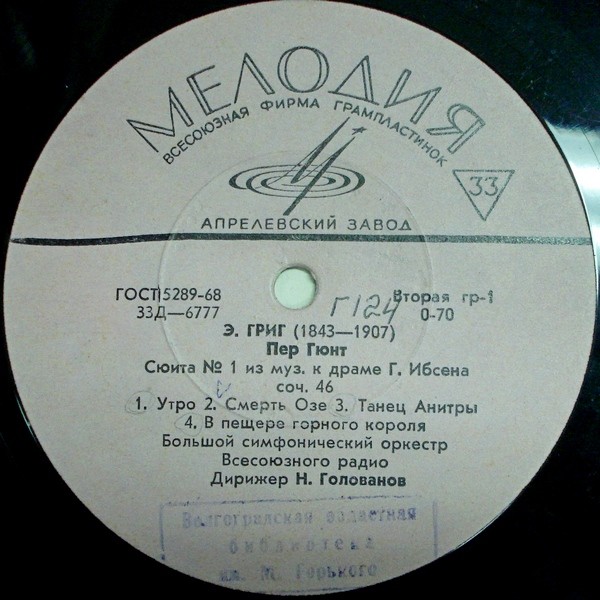 МЕЛОДИЯ
ВСЕСОЮЗНАЯ ФИРМА ГРАМПЛАСТИНОК
33
АПРЕЛЕВСКИЙ ЗАВОД
ГОСТ 5289-68 Вторая гр-1
33Д—6777 Г124 0-70
Э. ГРИГ (1843—1907)
Пер Гюнт
Сюита № 1 из муз. к драме Г. Ибсена
соч. 46
1. Утро 2. Смерть Озе 3. Танец Анитры
4. В пещере горного короля
Большой симфонический оркестр
Всесоюзного радио
Дирижер Н. Голованов
Волгоградская областная
библиотека
им. М. Горького